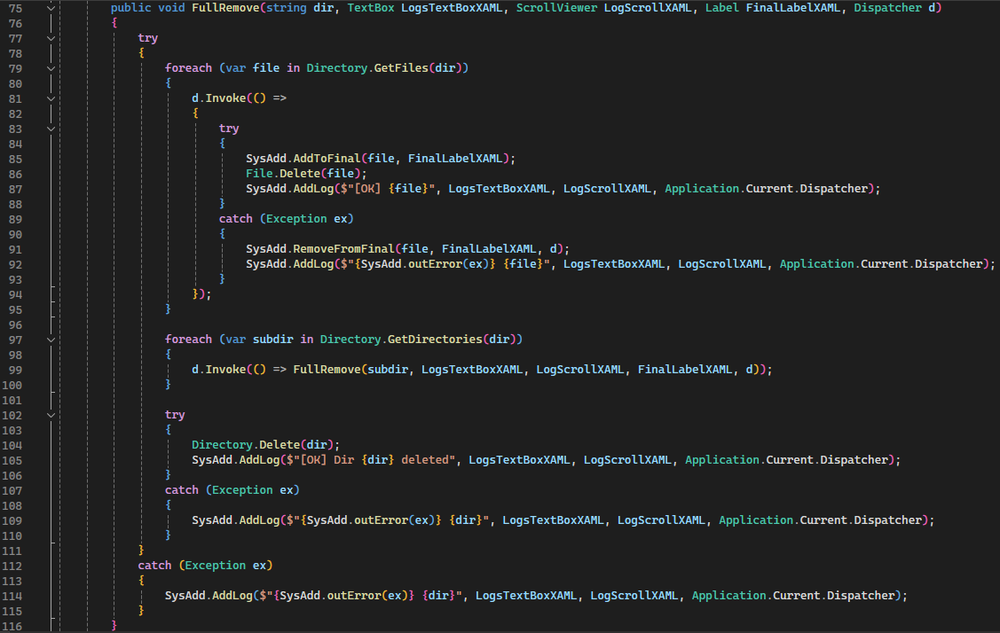 75 public void FullRemove(string dir, TextBox LogsTextBoxXAML, ScrollViewer LogScrollXAML, Label FinalLabelXAML, Dispatcher d)
76 {
77 try
78 {
79 foreach (var file in Directory.GetFiles(dir))
80 {
81 d.Invoke(() =>
82 {
83 try
84 {
85 SysAdd.AddToFinal(file, FinalLabelXAML);
86 File.Delete(file);
87 SysAdd.AddLog($"[OK] {file}", LogsTextBoxXAML, LogScrollXAML, Application.Current.Dispatcher);
88 }
89 catch (Exception ex)
90 {
91 SysAdd.RemoveFromFinal(file, FinalLabelXAML, d);
92 SysAdd.AddLog($"{SysAdd.outError(ex)} {file}", LogsTextBoxXAML, LogScrollXAML, Application.Current.Dispatcher);
93 }
94 });
95 }
96
97 foreach (var subdir in Directory.GetDirectories(dir))
98 {
99 d.Invoke(() => FullRemove(subdir, LogsTextBoxXAML, LogScrollXAML, FinalLabelXAML, d));
100 }
101
102 try
103 {
104 Directory.Delete(dir);
105 SysAdd.AddLog($"[OK] Dir {dir} deleted", LogsTextBoxXAML, LogScrollXAML, Application.Current.Dispatcher);
106 }
107 catch (Exception ex)
108 {
109 SysAdd.AddLog($"{SysAdd.outError(ex)} {dir}", LogsTextBoxXAML, LogScrollXAML, Application.Current.Dispatcher);
110 }
111 }
112 catch (Exception ex)
113 {
114 SysAdd.AddLog($"{SysAdd.outError(ex)} {dir}", LogsTextBoxXAML, LogScrollXAML, Application.Current.Dispatcher);
115 }
116 }